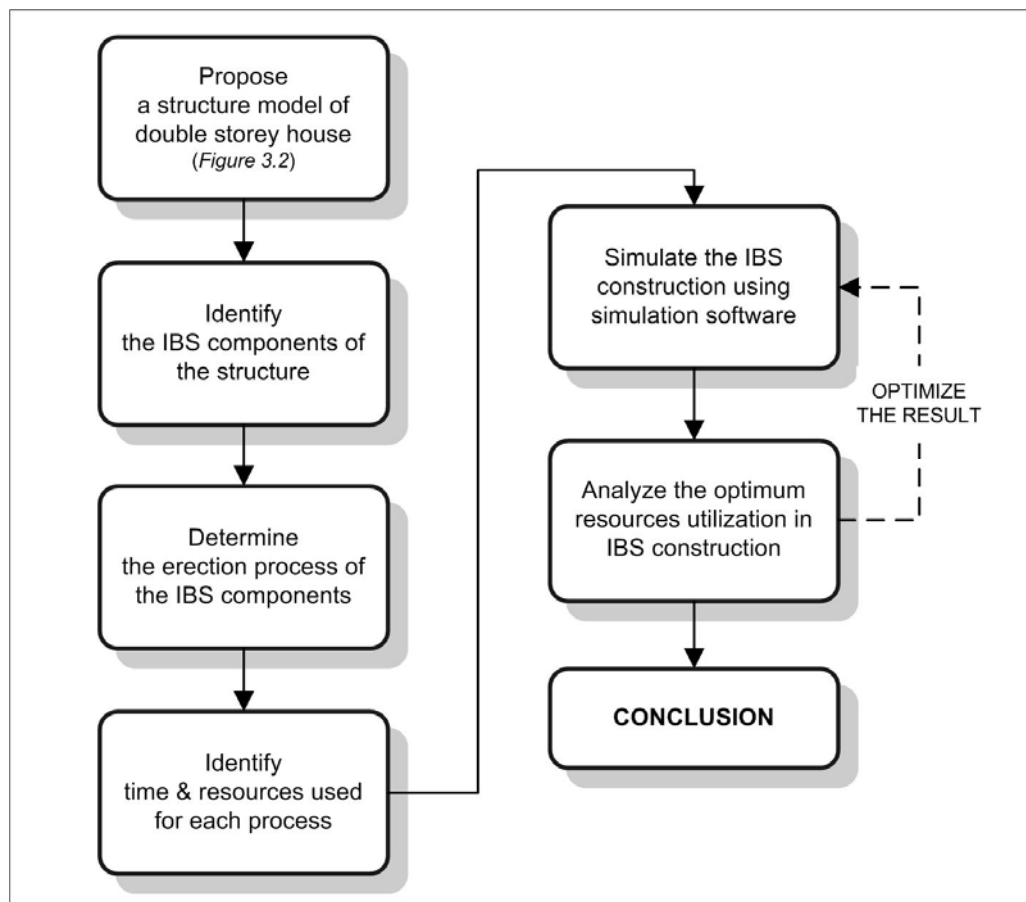 Propose
a structure model of
double storey house
(Figure 3.2)
Identify
the IBS components of
the structure
Determine
the erection process of
the IBS components
Identify
time & resources used
for each process
Simulate the IBS
construction using
simulation software
OPTIMIZE
THE RESULT
Analyze the optimum
resources utilization in
IBS construction
CONCLUSION